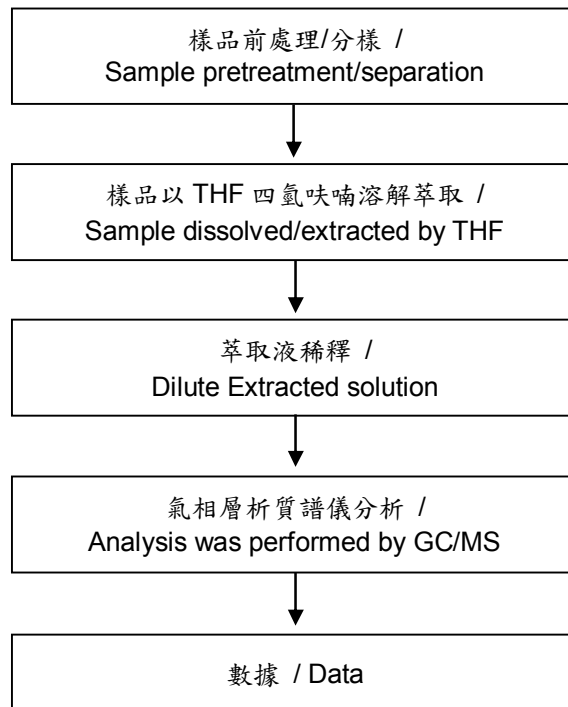 樣品前處理/分樣 /
Sample pretreatment/separation
樣品以 THF 四氫呋喃溶解萃取 /
Sample dissolved/extracted by THF
萃取液稀釋 /
Dilute Extracted solution
氣相層析質譜儀分析 /
Analysis was performed by GC/MS
數據 / Data